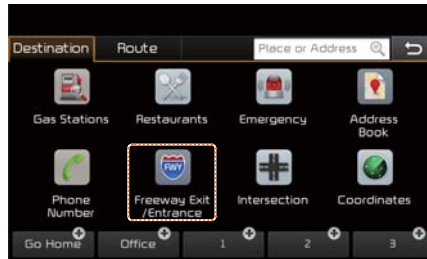 Destination
Route
Place or Address
Gas Stations
Restaurants
Emergency
Address
Book
FWY
Phone
Number
Freeway Exit
/Entrance
Intersection
Coordinates
Go Home
Office
1
2
3